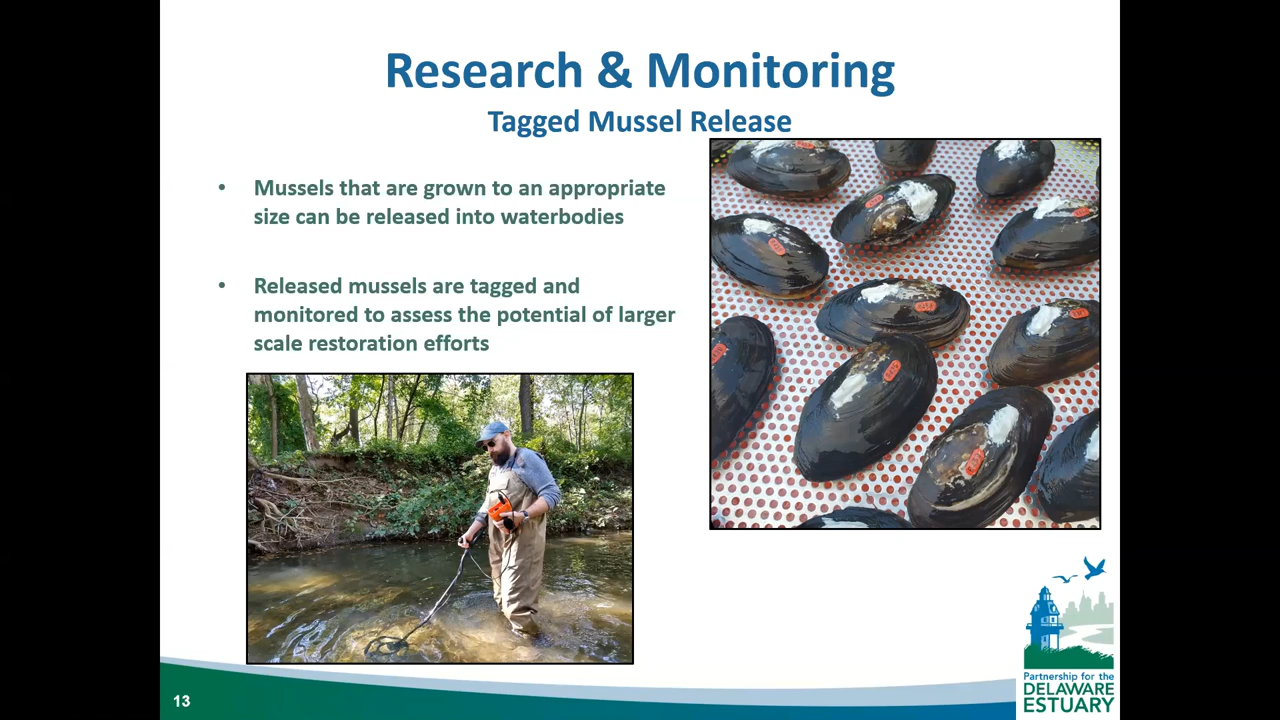 Research & Monitoring
Tagged Mussel Release
• Mussels that are grown to an appropriate
size can be released into waterbodies
• Released mussels are tagged and
monitored to assess the potential of larger
scale restoration efforts
13
Partnership for the
DELAWARE
ESTUARY